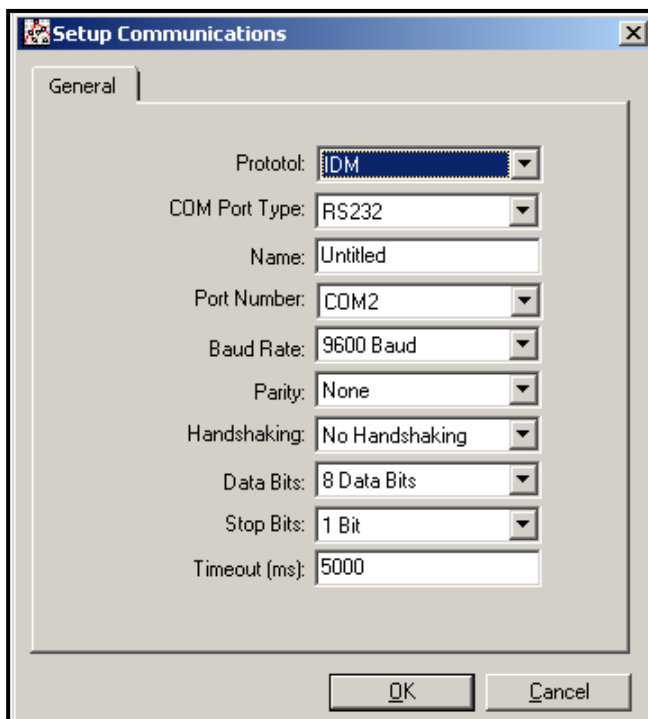 Setup Communications
General
Prototol: IDM
COM Port Type: RS232
Name: Untitled
Port Number: COM2
Baud Rate: 9600 Baud
Parity: None
Handshaking: No Handshaking
Data Bits: 8 Data Bits
Stop Bits: 1 Bit
Timeout (ms): 5000
OK Cancel